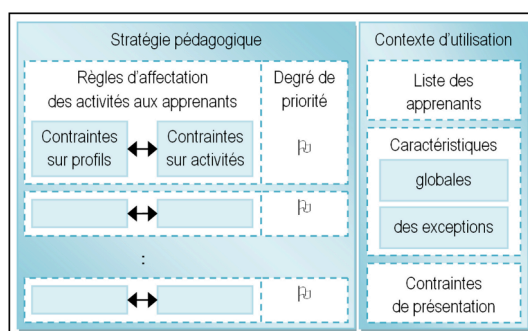 Stratégie pédagogique
Règles d'affectation
des activités aux apprenants
Degré de
priorité
Contraintes
sur profils
Contraintes
sur activités
:
Contexte d'utilisation
Liste des
apprenants
Caractéristiques
globales
des exceptions
Contraintes
de présentation